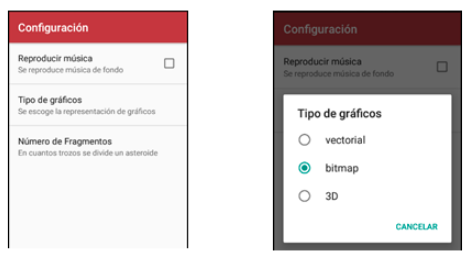 Configuración
Reproducir música
Se reproduce música de fondo
Tipo de gráficos
Se escoge la representación de gráficos
Número de Fragmentos
En cuantos trozos se divide un asteroide
Configuración
Reproducir música
Se reproduce música de fondo
Tipo de gráficos
vectorial
bitmap
3D
CANCELAR